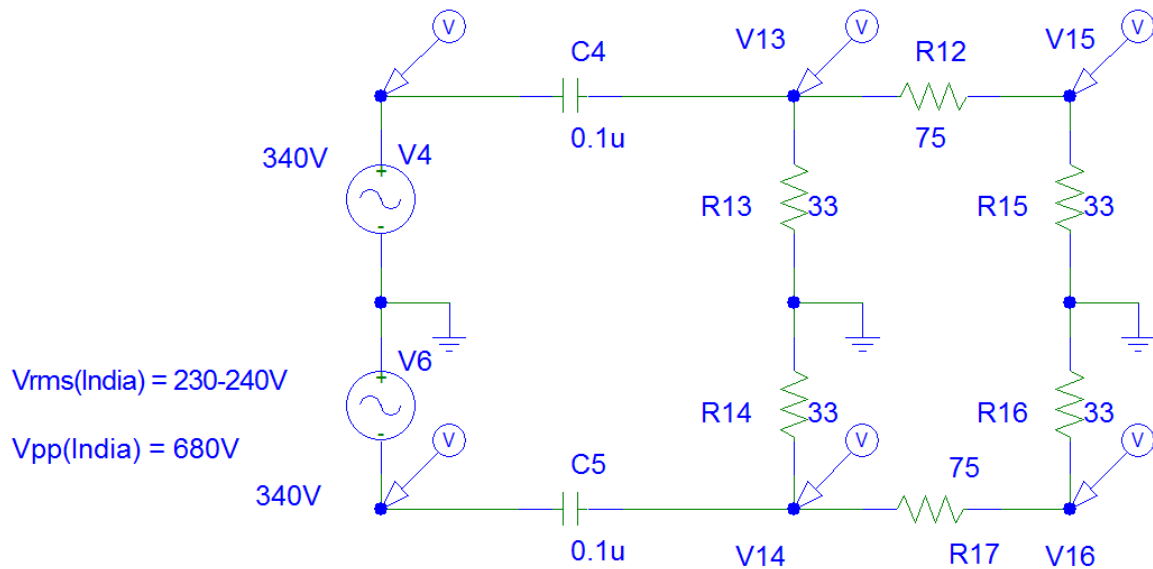 V
V
V
C4
V13
R12
V15
0.1u
75
340V
V4
+
-
R13
33
R15
33
V6
+
-
Vrms(India) = 230-240V
R14
33
R16
33
Vpp(India) = 680V
V
V
V
C5
75
340V
0.1u
V14
R17
V16